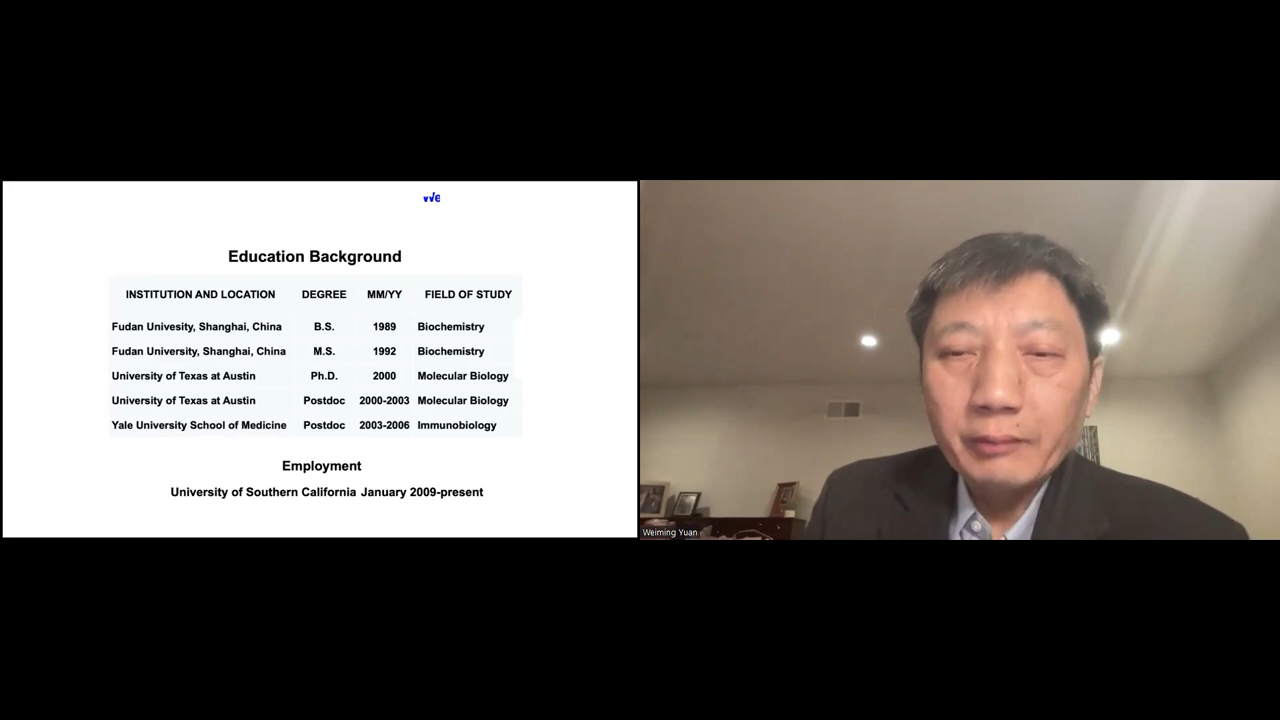 We
Education Background
INSTITUTION AND LOCATION DEGREE MM/YY FIELD OF STUDY
Fudan Univesity, Shanghai, China B.S. 1989 Biochemistry
Fudan University, Shanghai, China M.S. 1992 Biochemistry
University of Texas at Austin Ph.D. 2000 Molecular Biology
University of Texas at Austin Postdoc 2000-2003 Molecular Biology
Yale University School of Medicine Postdoc 2003-2006 Immunobiology
Employment
University of Southern California January 2009-present
Weiming Yuan